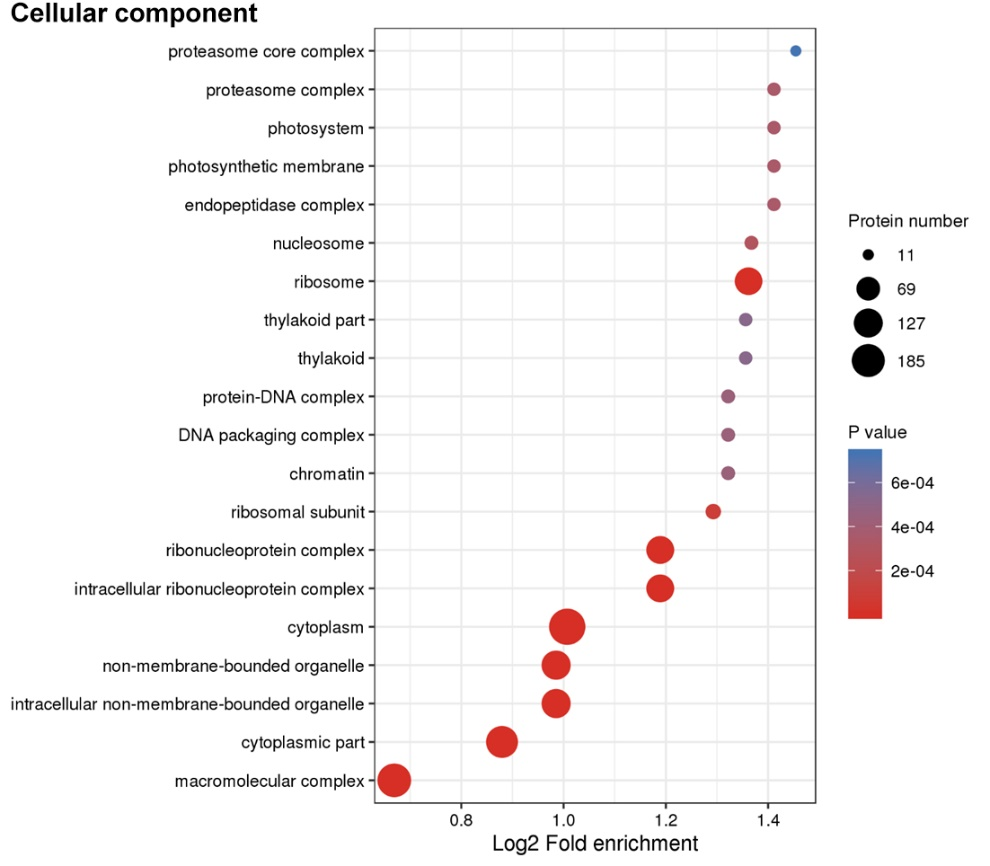 Cellular component
proteasome core complex
proteasome complex
photosystem
photosynthetic membrane
endopeptidase complex
nucleosome
ribosome
thylakoid part
thylakoid
protein-DNA complex
DNA packaging complex
chromatin
ribosomal subunit
ribonucleoprotein complex
intracellular ribonucleoprotein complex
cytoplasm
non-membrane-bounded organelle
intracellular non-membrane-bounded organelle
cytoplasmic part
macromolecular complex
0.8 1.0 1.2 1.4
Log2 Fold enrichment
Protein number
11
69
127
185
P value
6e-04
4e-04
2e-04